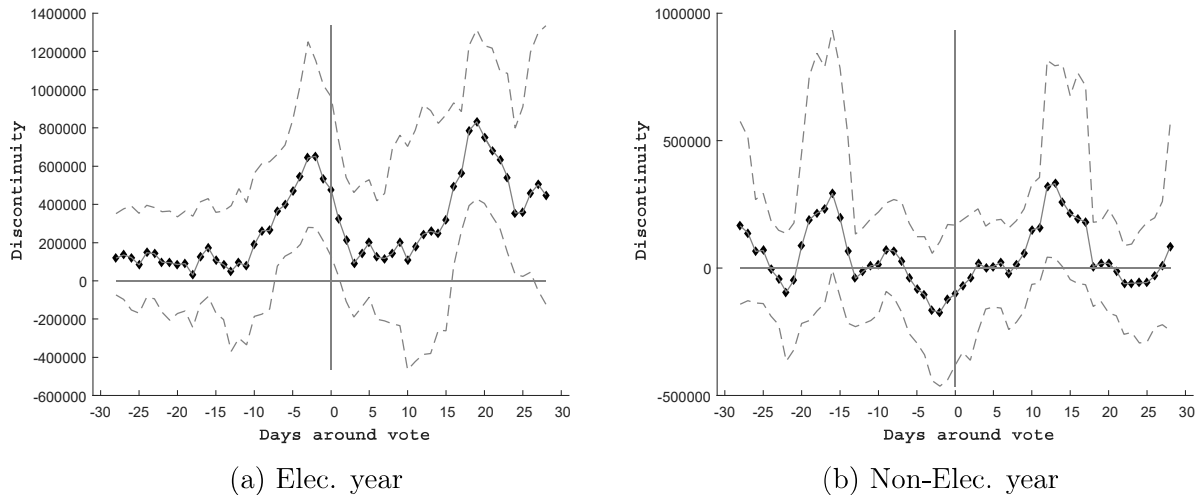 1400000
1200000
1000000
800000
600000
400000
200000
0
-200000
-400000
-600000
Discontinuity
-30 -25 -20 -15 -10 -5 0 5 10 15 20 25 30
Days around vote
(a) Elec. year
1000000
500000
0
-500000
Discontinuity
-30 -25 -20 -15 -10 -5 0 5 10 15 20 25 30
Days around vote
(b) Non-Elec. year